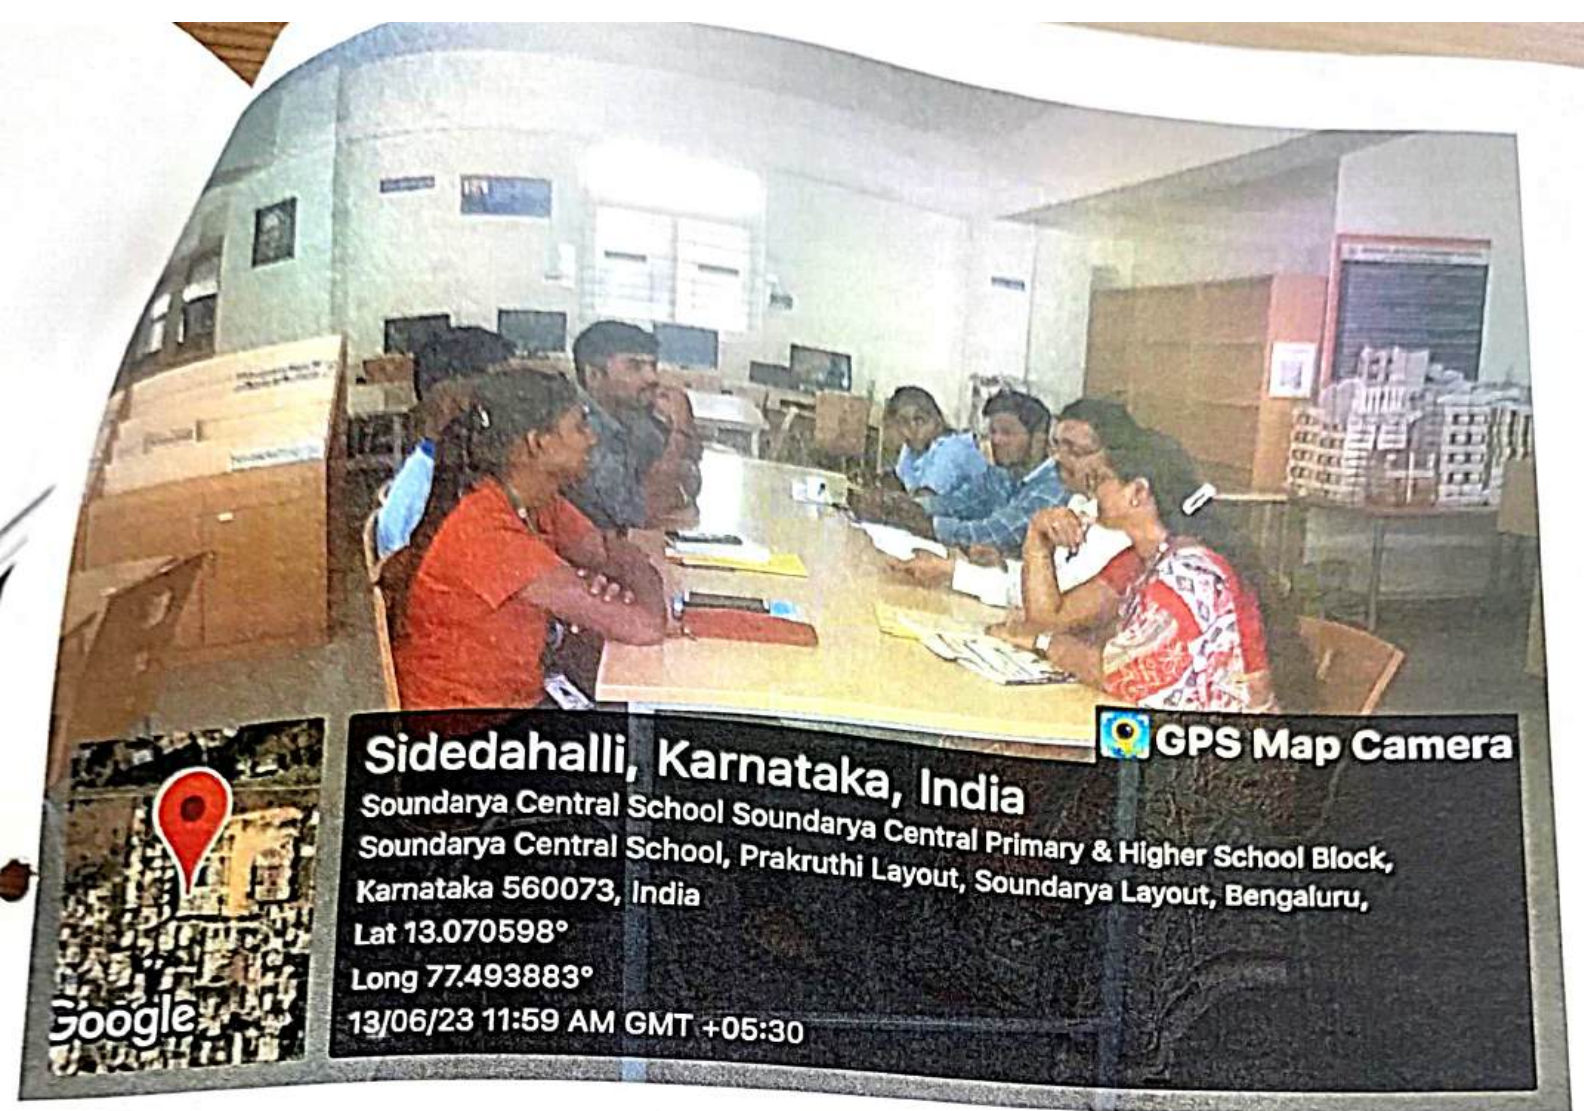 GPS Map Camera
Sidedahalli, Karnataka, India
Soundarya Central School Soundarya Central Primary & Higher School Block,
Soundarya Central School, Prakruthi Layout, Soundarya Layout, Bengaluru,
Karnataka 560073, India
Lat 13.070598°
Long 77.493883°
13/06/23 11:59 AM GMT +05:30
Google